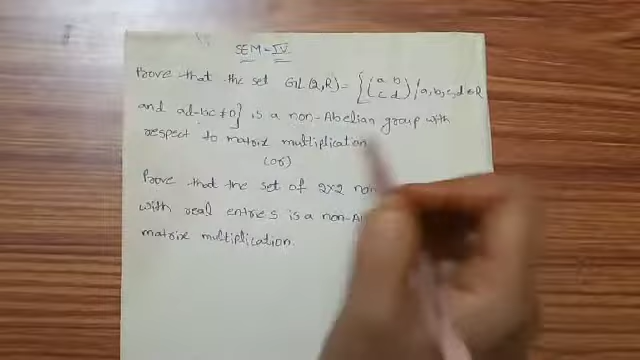 SEM-IV
Prove that the set GL(2,R) = {(a b
c d) / a,b,c,d ∈ R
and ad-bc ≠ 0} is a non-Abelian group with
respect to matrix multiplication
(or)
Prove that the set of 2x2 non
with real entries is a non-Ab
matrix multiplication.